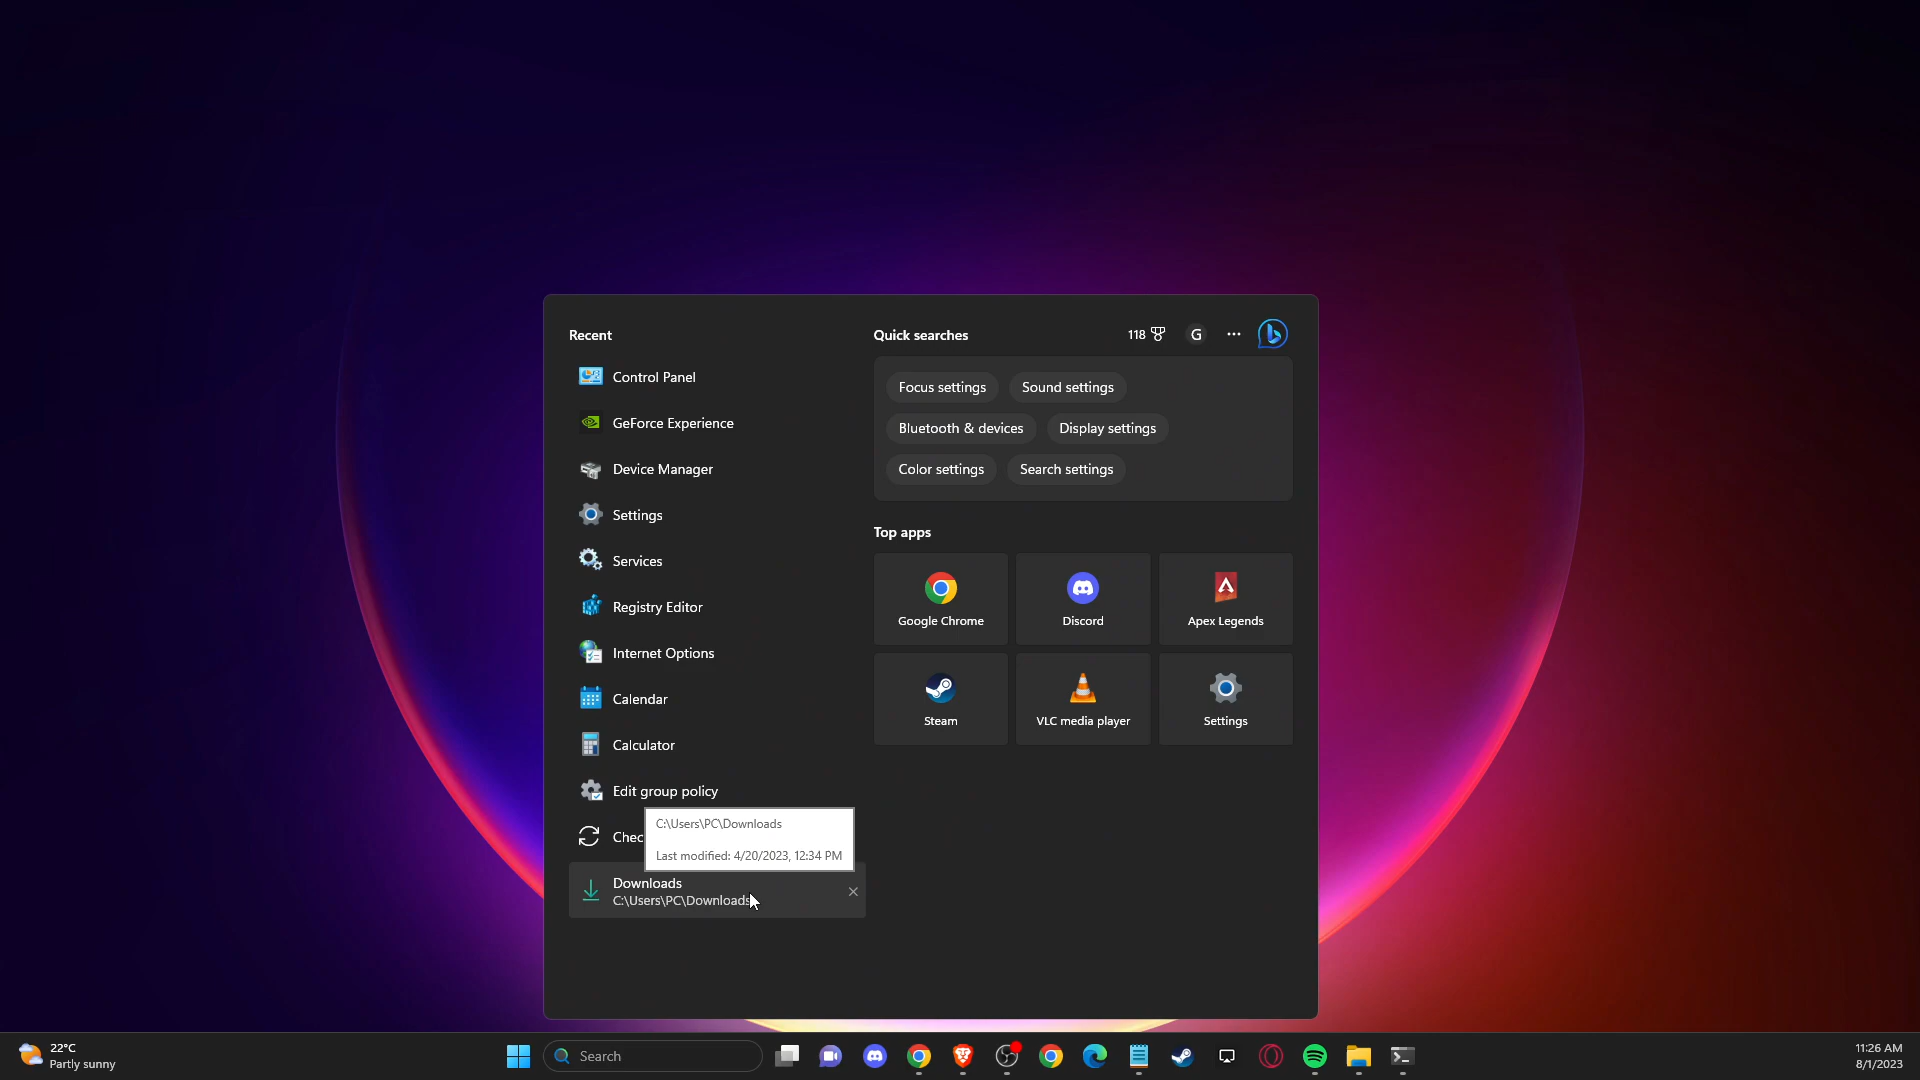 Recent
Control Panel
GeForce Experience
Device Manager
Settings
Services
Registry Editor
Internet Options
Calendar
Calculator
Edit group policy
Chec
C:\Users\PC\Downloads
Last modified: 4/20/2023, 12:34 PM
Downloads
C:\Users\PC\Downloads
Quick searches
118
G
Focus settings
Sound settings
Bluetooth & devices
Display settings
Color settings
Search settings
Top apps
Google Chrome
Discord
Apex Legends
Steam
VLC media player
Settings
22°C
Partly sunny
Search
11:26 AM
8/1/2023